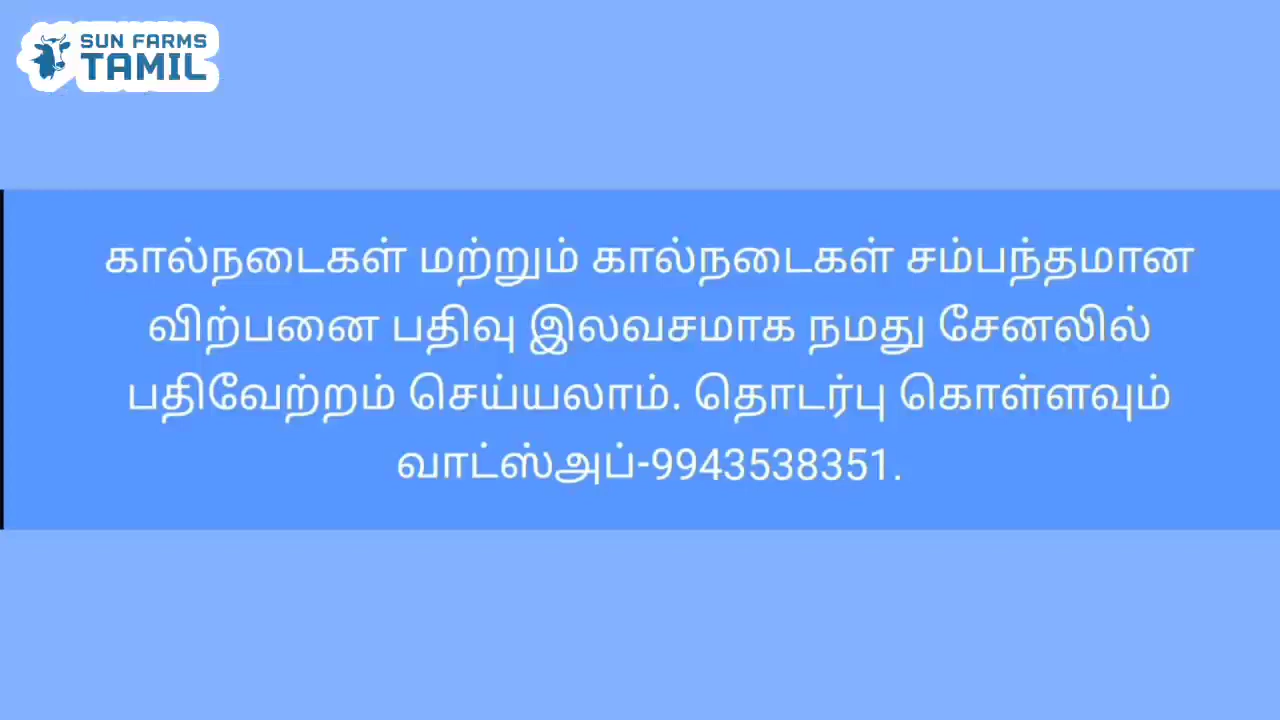 SUN FARMS
TAMIL
கால்நடைகள் மற்றும் கால்நடைகள் சம்பந்தமான
விற்பனை பதிவு இலவசமாக நமது சேனலில்
பதிவேற்றம் செய்யலாம். தொடர்பு கொள்ளவும்
வாட்ஸ்அப்-9943538351.